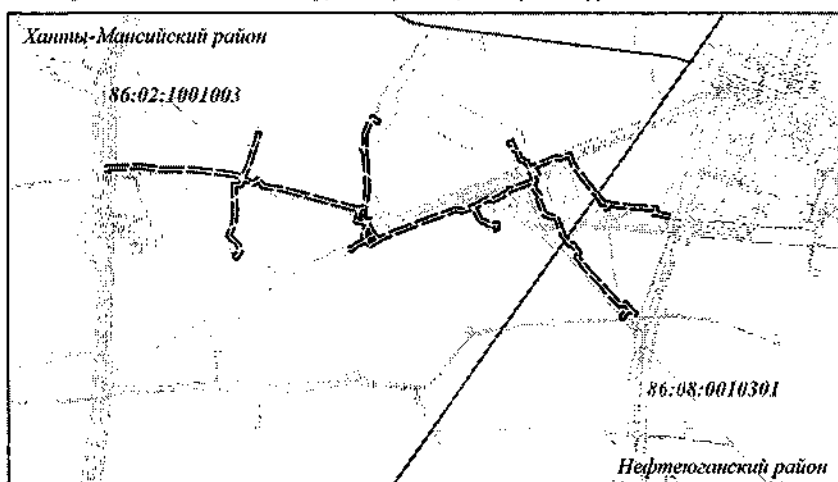 Ханты-Мансийский район
86:02:1001003
86:08:0010301
Нефтеюганский район